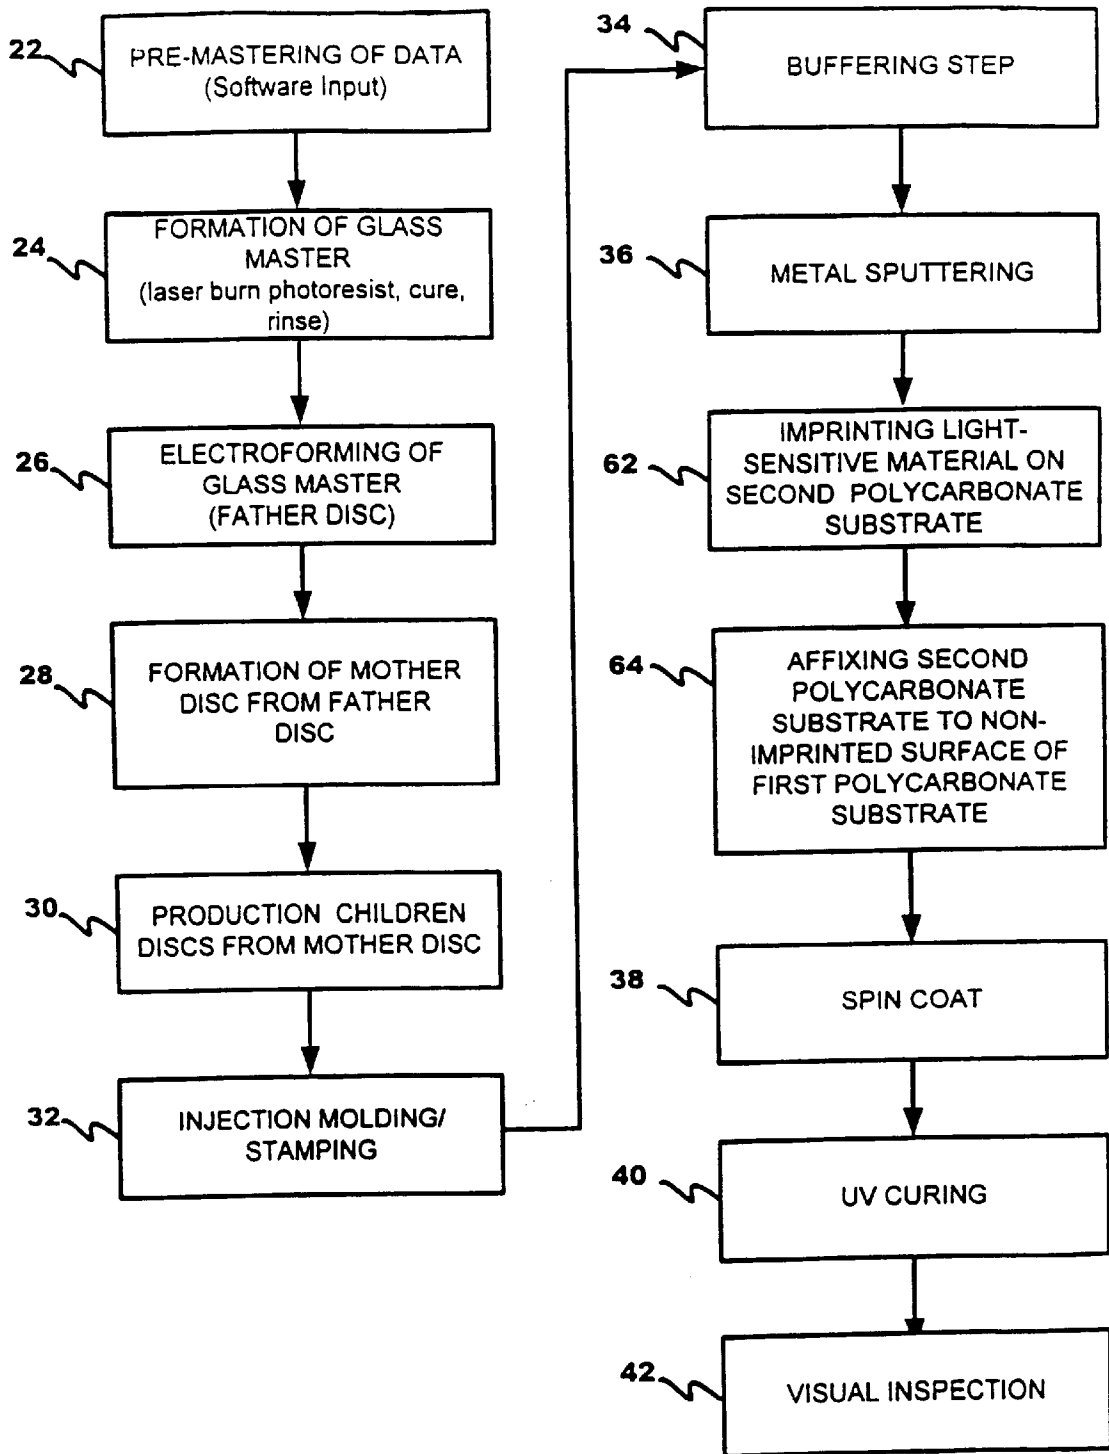 22
PRE-MASTERING OF DATA
(Software Input)
24
FORMATION OF GLASS
MASTER
(laser burn photoresist, cure,
rinse)
26
ELECTROFORMING OF
GLASS MASTER
(FATHER DISC)
28
FORMATION OF MOTHER
DISC FROM FATHER
DISC
30
PRODUCTION CHILDREN
DISCS FROM MOTHER DISC
32
INJECTION MOLDING/
STAMPING
34
BUFFERING STEP
36
METAL SPUTTERING
62
IMPRINTING LIGHT-
SENSITIVE MATERIAL ON
SECOND POLYCARBONATE
SUBSTRATE
64
AFFIXING SECOND
POLYCARBONATE
SUBSTRATE TO NON-
IMPRINTED SURFACE OF
FIRST POLYCARBONATE
SUBSTRATE
38
SPIN COAT
40
UV CURING
42
VISUAL INSPECTION